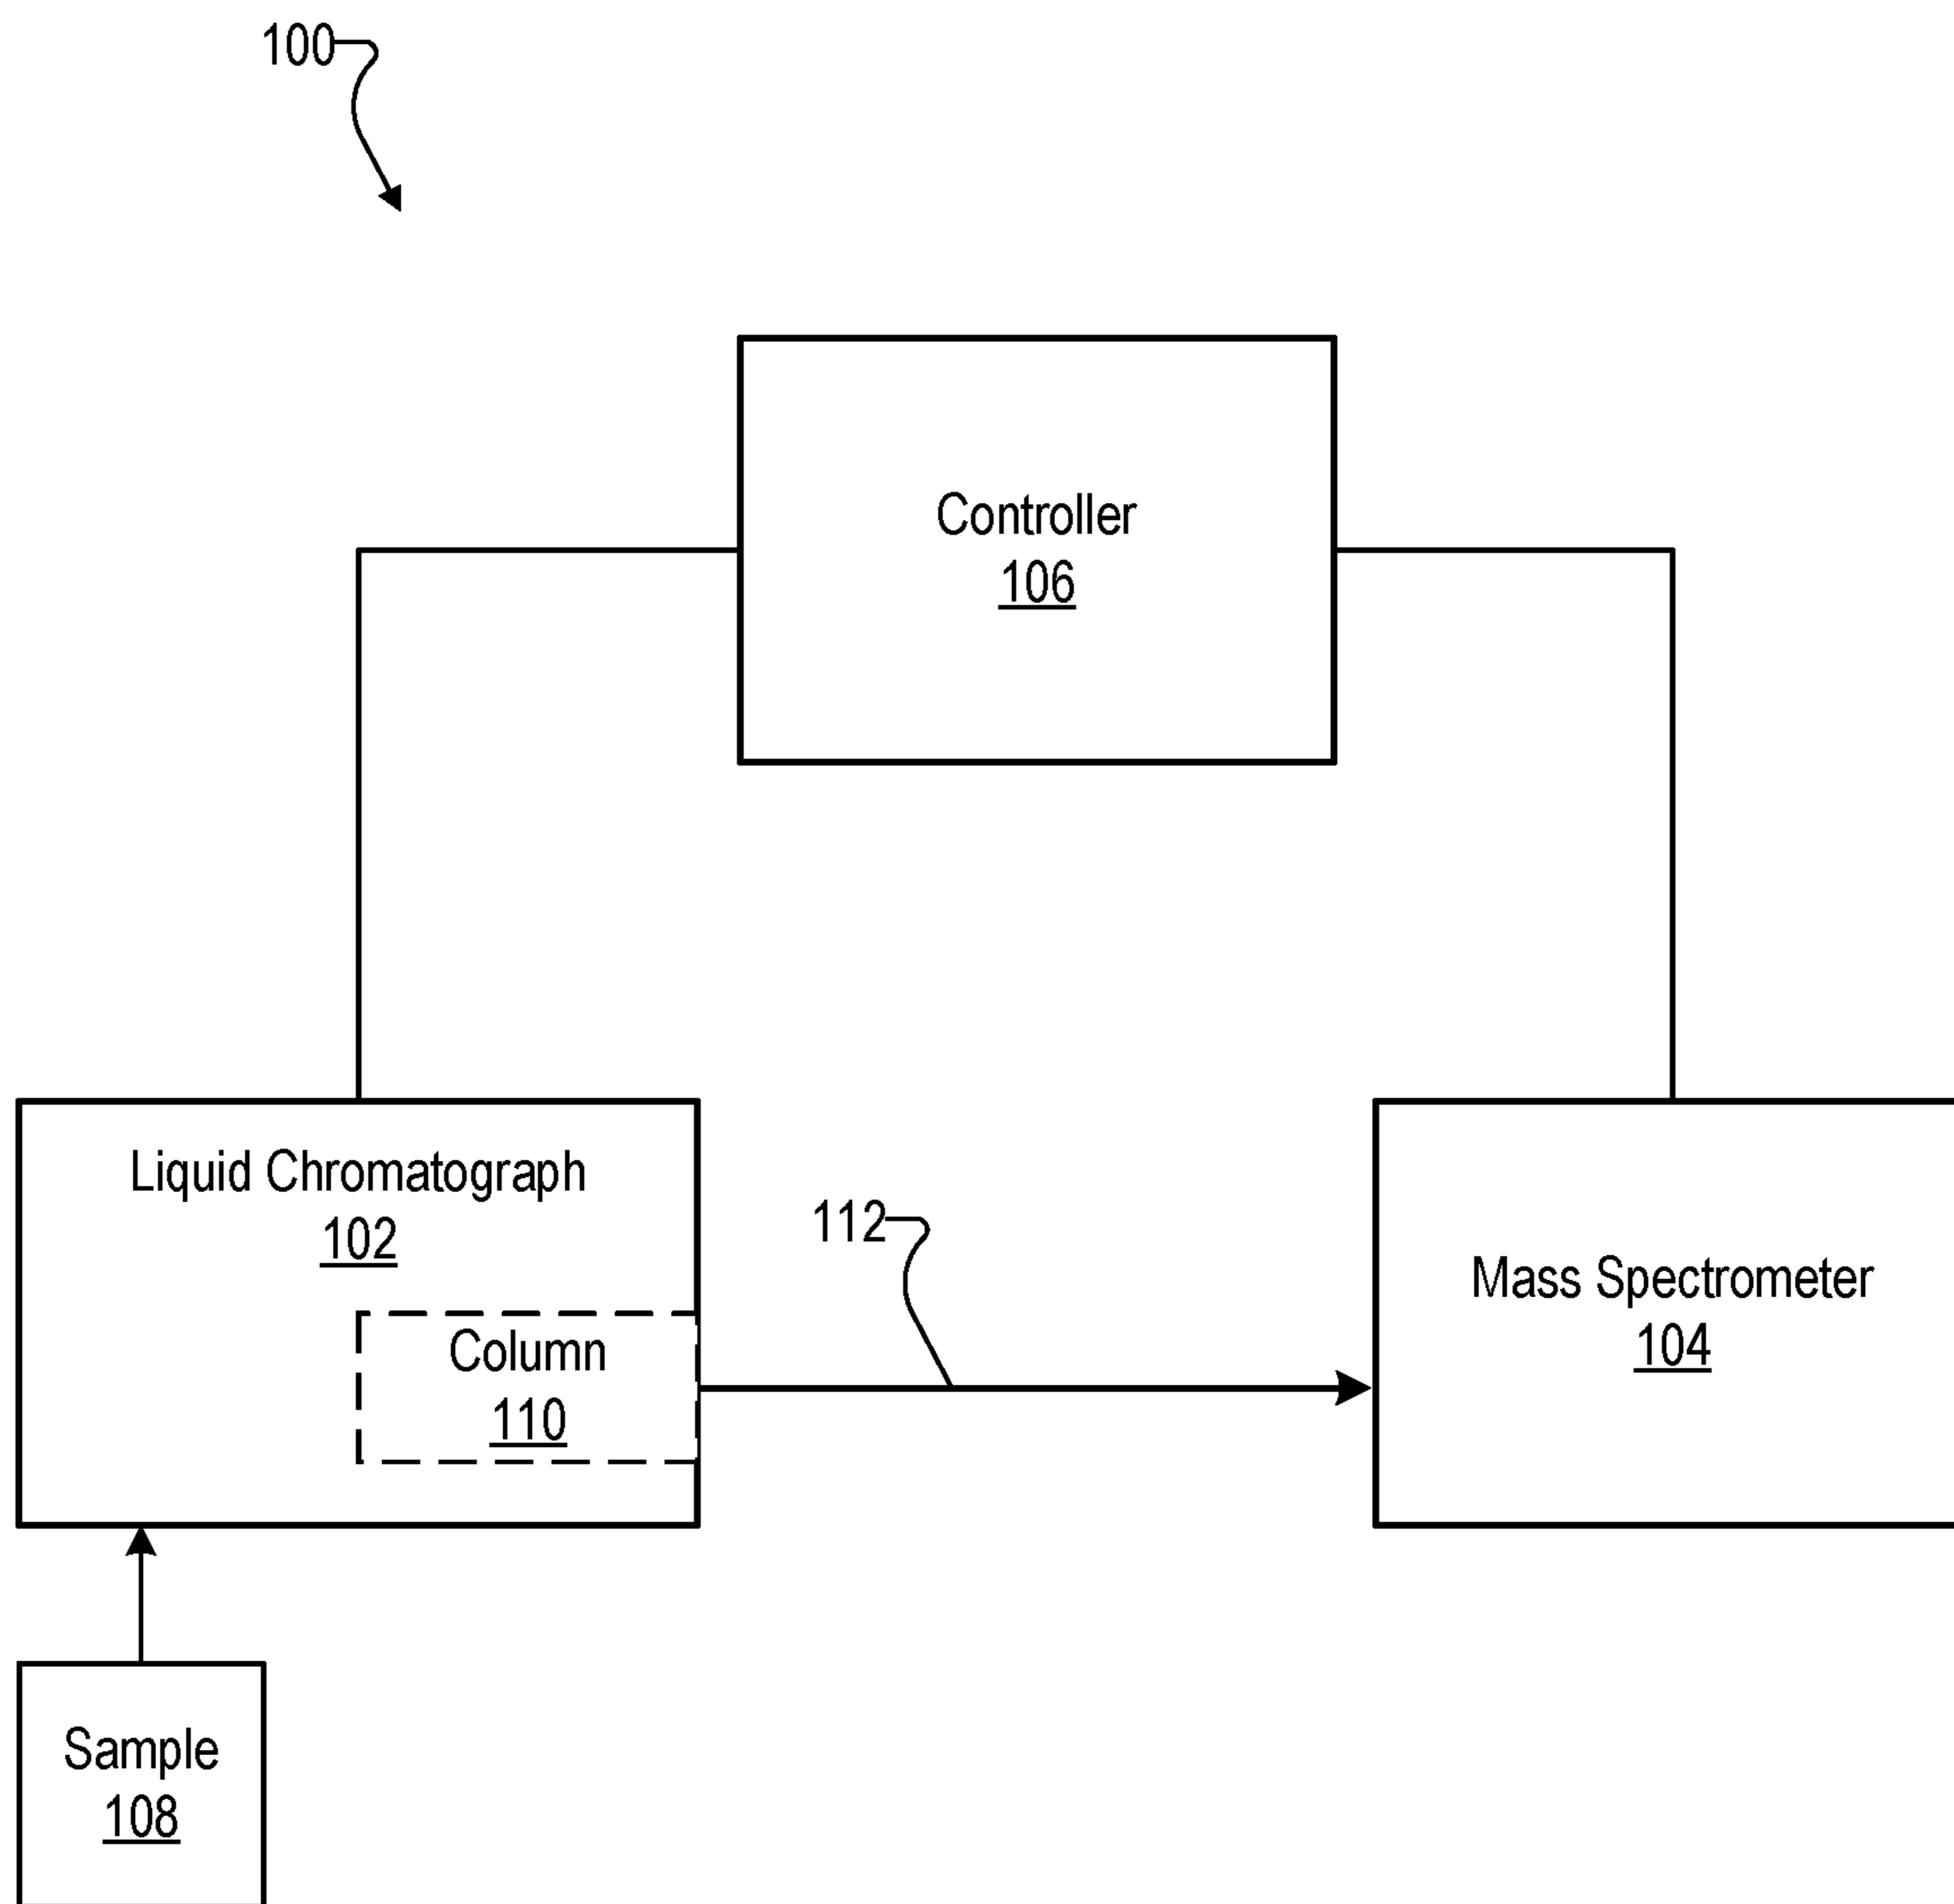 100
Controller
106
Liquid Chromatograph
102
112
Mass Spectrometer
104
Column
110
Sample
108